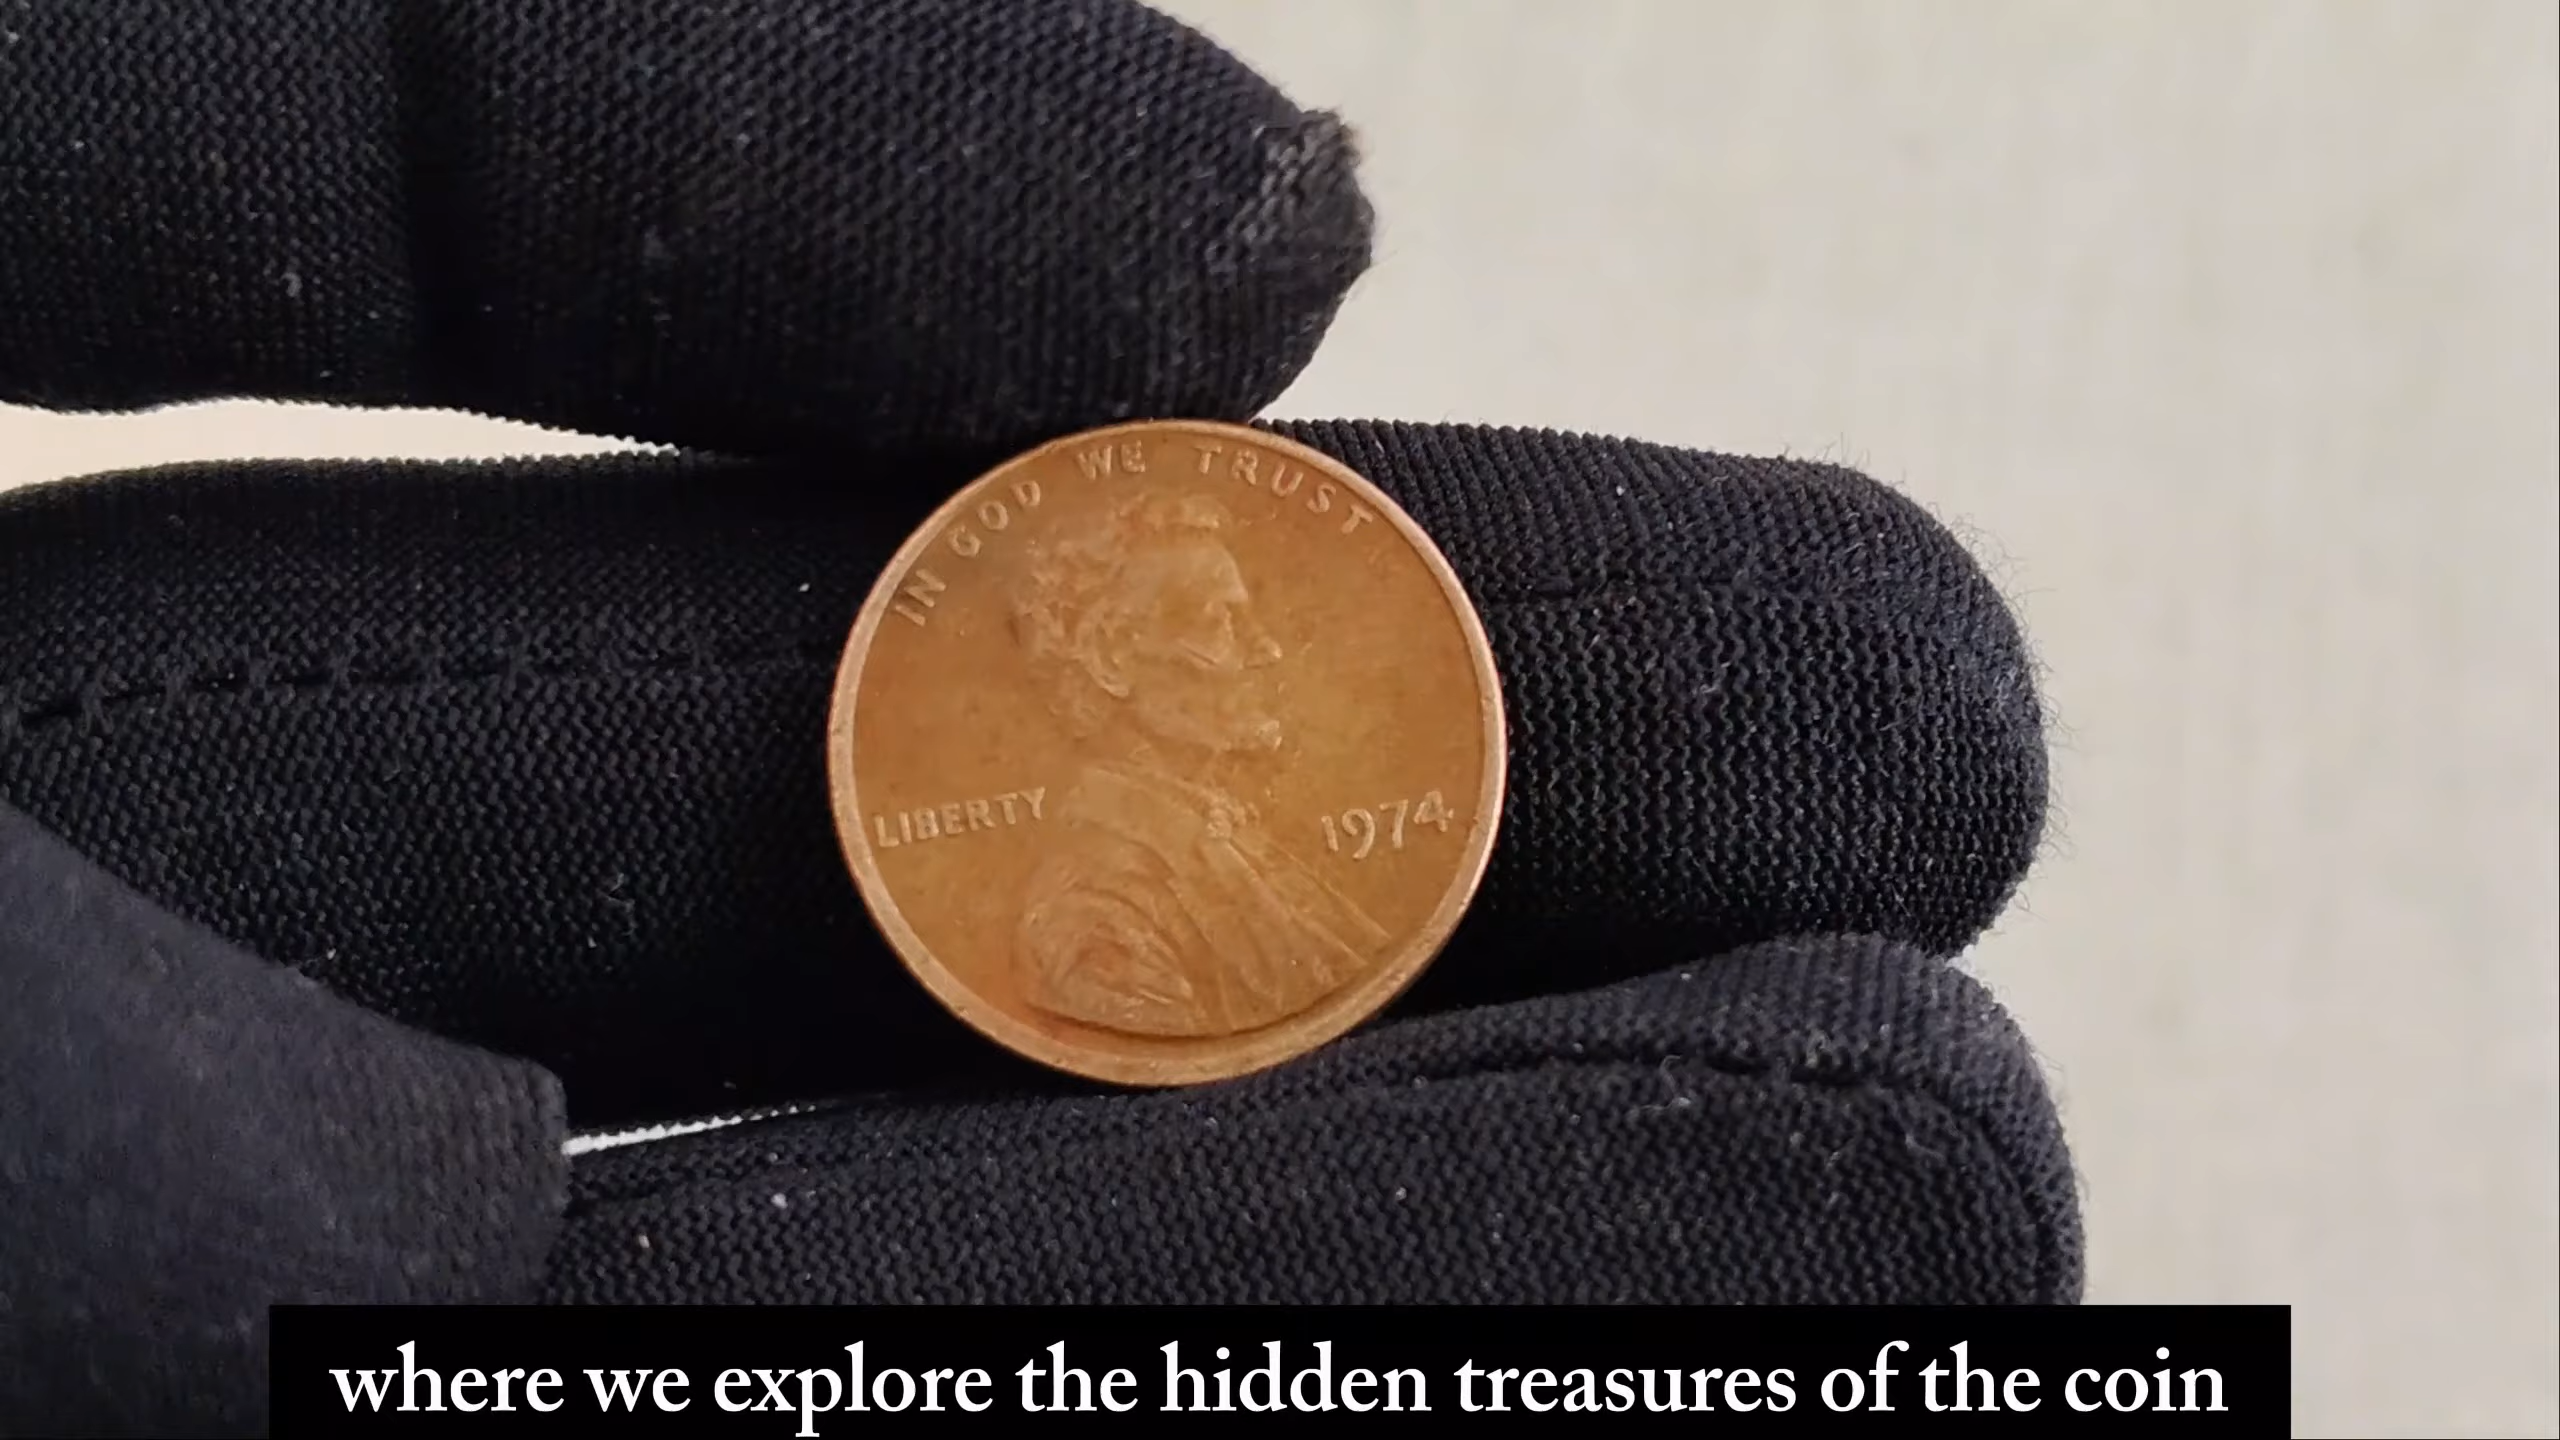 IN GOD WE TRUST
LIBERTY
1974
where we explore the hidden treasures of the coin